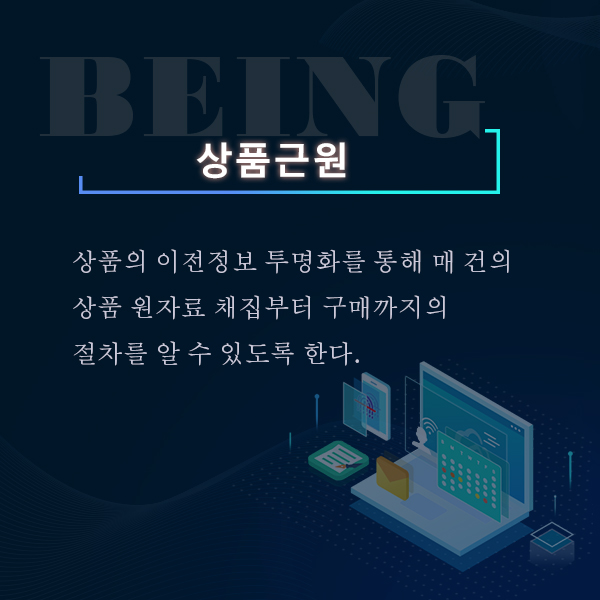 BEING
상품근원
상품의 이전정보 투명화를 통해 매 건의
상품 원자료 채집부터 구매까지의
절차를 알 수 있도록 한다.